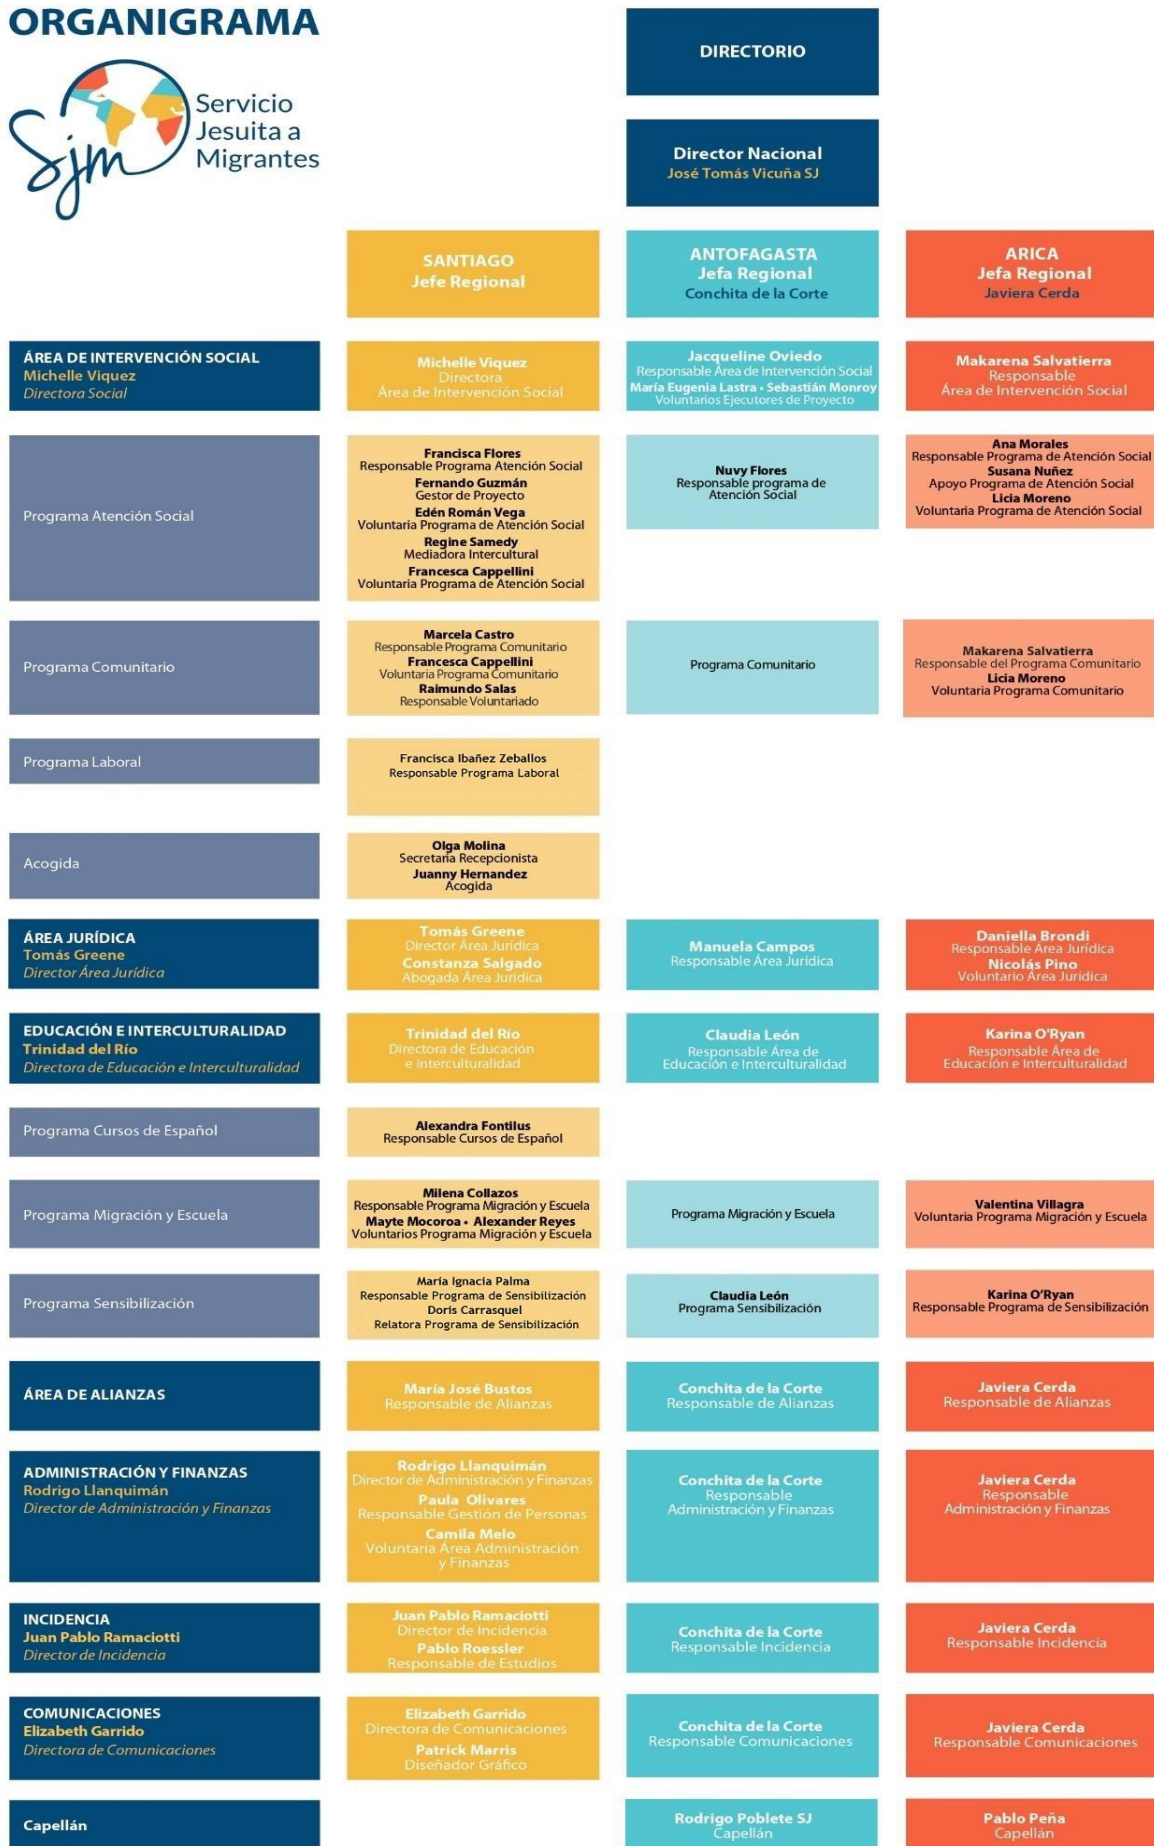 ORGANIGRAMA
Sjm
Servicio
Jesuita a
Migrantes
DIRECTORIO
Director Nacional
José Tomás Vicuña SJ
SANTIAGO
Jefe Regional
ANTOFAGASTA
Jefa Regional
Conchita de la Corte
ARICA
Jefa Regional
Javiera Cerda
ÁREA DE INTERVENCIÓN SOCIAL
Michelle Viquez
Directora Social
Michelle Viquez
Directora
Área de Intervención Social
Jacqueline Oviedo
Responsable Área de Intervención Social
María Eugenia Lastra • Sebastián Monroy
Voluntarios Ejecutores de Proyecto
Makarena Salvatierra
Responsable
Área de Intervención Social
Programa Atención Social
Francisca Flores
Responsable Programa Atención Social
Fernando Guzmán
Gestor de Proyecto
Edén Román Vega
Voluntaria Programa de Atención Social
Regine Samedy
Mediadora Intercultural
Francesca Cappellini
Voluntaria Programa de Atención Social
Nuvy Flores
Responsable programa de
Atención Social
Ana Morales
Responsable Programa de Atención Social
Susana Nuñez
Apoyo Programa de Atención Social
Licia Moreno
Voluntaria Programa de Atención Social
Programa Comunitario
Marcela Castro
Responsable Programa Comunitario
Francesca Cappellini
Voluntaria Programa Comunitario
Raimundo Salas
Responsable Voluntariado
Programa Comunitario
Makarena Salvatierra
Responsable del Programa Comunitario
Licia Moreno
Voluntaria Programa Comunitario
Programa Laboral
Francisca Ibañez Zeballos
Responsable Programa Laboral
Acogida
Olga Molina
Secretaria Recepcionista
Juanny Hernandez
Acogida
ÁREA JURÍDICA
Tomás Greene
Director Área Jurídica
Tomás Greene
Director Área Jurídica
Constanza Salgado
Abogada Área Jurídica
Manuela Campos
Responsable Área Jurídica
Daniella Brondi
Responsable Área Jurídica
Nicolás Pino
Voluntario Área Jurídica
EDUCACIÓN E INTERCULTURALIDAD
Trinidad del Río
Directora de Educación e Interculturalidad
Trinidad del Río
Directora de Educación
e Interculturalidad
Claudia León
Responsable Área de
Educación e Interculturalidad
Karina O'Ryan
Responsable Área de
Educación e Interculturalidad
Programa Cursos de Español
Alexandra Fontilus
Responsable Cursos de Español
Programa Migración y Escuela
Milena Collazos
Responsable Programa Migración y Escuela
Mayte Mocoroa • Alexander Reyes
Voluntarios Programa Migración y Escuela
Programa Migración y Escuela
Valentina Villagra
Voluntaria Programa Migración y Escuela
Programa Sensibilización
María Ignacia Palma
Responsable Programa de Sensibilización
Doris Carrasquel
Relatora Programa de Sensibilización
Claudia León
Programa Sensibilización
Karina O'Ryan
Responsable Programa de Sensibilización
ÁREA DE ALIANZAS
María José Bustos
Responsable de Alianzas
Conchita de la Corte
Responsable de Alianzas
Javiera Cerda
Responsable de Alianzas
ADMINISTRACIÓN Y FINANZAS
Rodrigo Llanquimán
Director de Administración y Finanzas
Rodrigo Llanquimán
Director de Administración y Finanzas
Paula Olivares
Responsable Gestión de Personas
Camila Melo
Voluntaria Área Administración
y Finanzas
Conchita de la Corte
Responsable
Administración y Finanzas
Javiera Cerda
Responsable
Administración y Finanzas
INCIDENCIA
Juan Pablo Ramaciotti
Director de Incidencia
Juan Pablo Ramaciotti
Director de Incidencia
Pablo Roessler
Responsable de Estudios
Conchita de la Corte
Responsable Incidencia
Javiera Cerda
Responsable Incidencia
COMUNICACIONES
Elizabeth Garrido
Directora de Comunicaciones
Elizabeth Garrido
Directora de Comunicaciones
Patrick Marris
Diseñador Gráfico
Conchita de la Corte
Responsable Comunicaciones
Javiera Cerda
Responsable Comunicaciones
Capellán
Rodrigo Poblete SJ
Capellán
Pablo Peña
Capellán